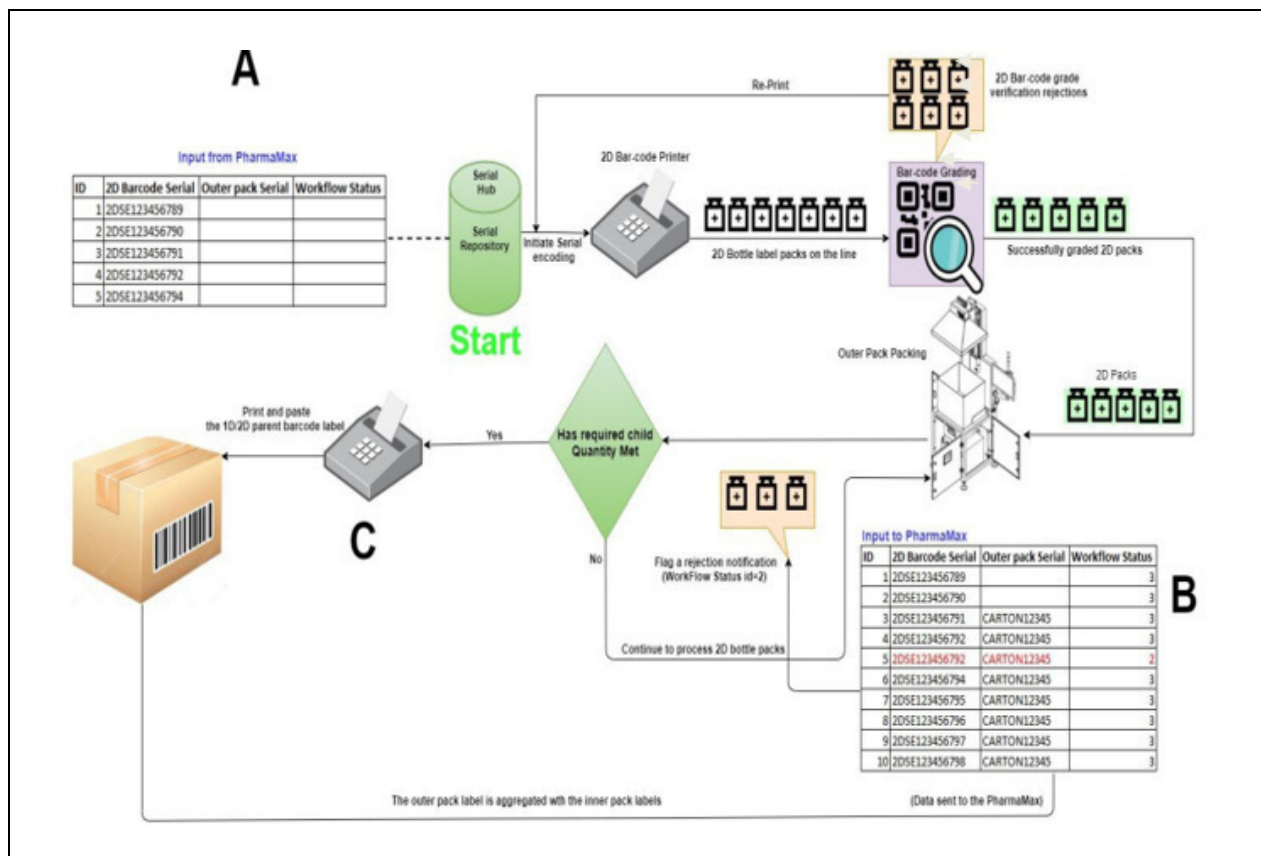 A
Input from PharmaMax
ID 2D Barcode Serial Outer pack Serial Workflow Status
1 2DSE123456789
2 2DSE123456790
3 2DSE123456791
4 2DSE123456792
5 2DSE123456794
Serial
Hub
Serial
Repository
Start
Initiate Serial
encoding
Re-Print
2D Bar-code Printer
2D Bottle label packs on the line
2D Bar-code grade
verification rejections
Bar-code Grading
Successfully graded 2D packs
2D Packs
Outer Pack Packing
Has required child
Quantity Met
Yes
No
Print and paste
the 1D/2D parent barcode label
C
Continue to process 2D bottle packs
Flag a rejection notification
(WorkFlow Status id=2)
Input to PharmaMax
ID 2D Barcode Serial Outer pack Serial Workflow Status
1 2DSE123456789 3
2 2DSE123456790 3
3 2DSE123456791 CARTON12345 3
4 2DSE123456792 CARTON12345 3
5 2DSE123456792 CARTON12345 2
6 2DSE123456794 CARTON12345 3
7 2DSE123456795 CARTON12345 3
8 2DSE123456796 CARTON12345 3
9 2DSE123456797 CARTON12345 3
10 2DSE123456798 CARTON12345 3
B
The outer pack label is aggregated wth the inner pack labels
(Data sent to the PharmaMax)